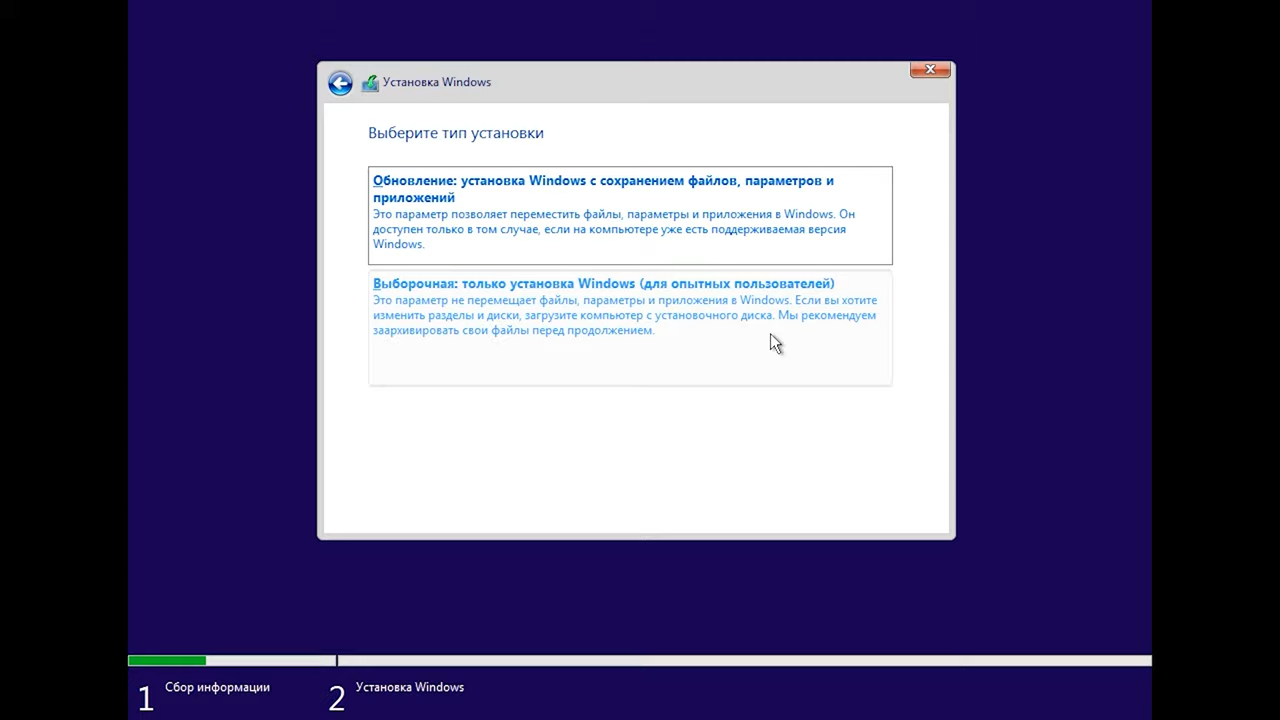 Установка Windows
Выберите тип установки
Обновление: установка Windows с сохранением файлов, параметров и
приложений
Это параметр позволяет переместить файлы, параметры и приложения в Windows. Он
доступен только в том случае, если на компьютере уже есть поддерживаемая версия
Windows.
Выборочная: только установка Windows (для опытных пользователей)
Это параметр не перемещает файлы, параметры и приложения в Windows. Если вы хотите
изменить разделы и диски, загрузите компьютер с установочного диска. Мы рекомендуем
заархивировать свои файлы перед продолжением.
1 Сбор информации
2 Установка Windows